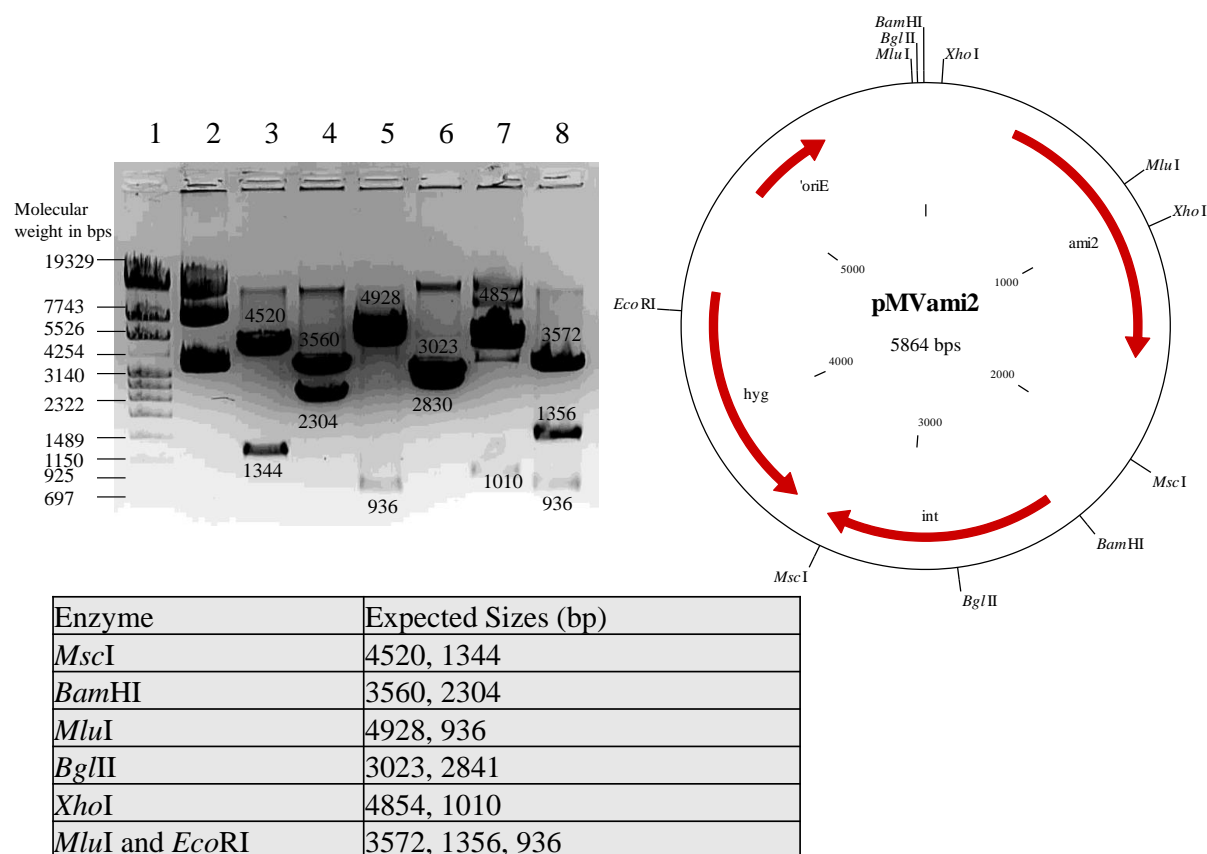 1 2 3 4 5 6 7 8
Molecular
weight in bps
19329
7743
5526
4254
3140
2322
1489
1150
925
697
4520
1344
3560
2304
4928
936
3023
2830
4857
1010
3572
1356
936
BamHI
BglII
MluI
XhoI
MluI
XhoI
'oriE
ami2
5000
1000
pMVami2
5864 bps
EcoRI
4000
2000
hyg
3000
MscI
int
BamHI
MscI
BglII
Enzyme Expected Sizes (bp)
MscI 4520, 1344
BamHI 3560, 2304
MluI 4928, 936
BglII 3023, 2841
XhoI 4854, 1010
MluI and EcoRI 3572, 1356, 936